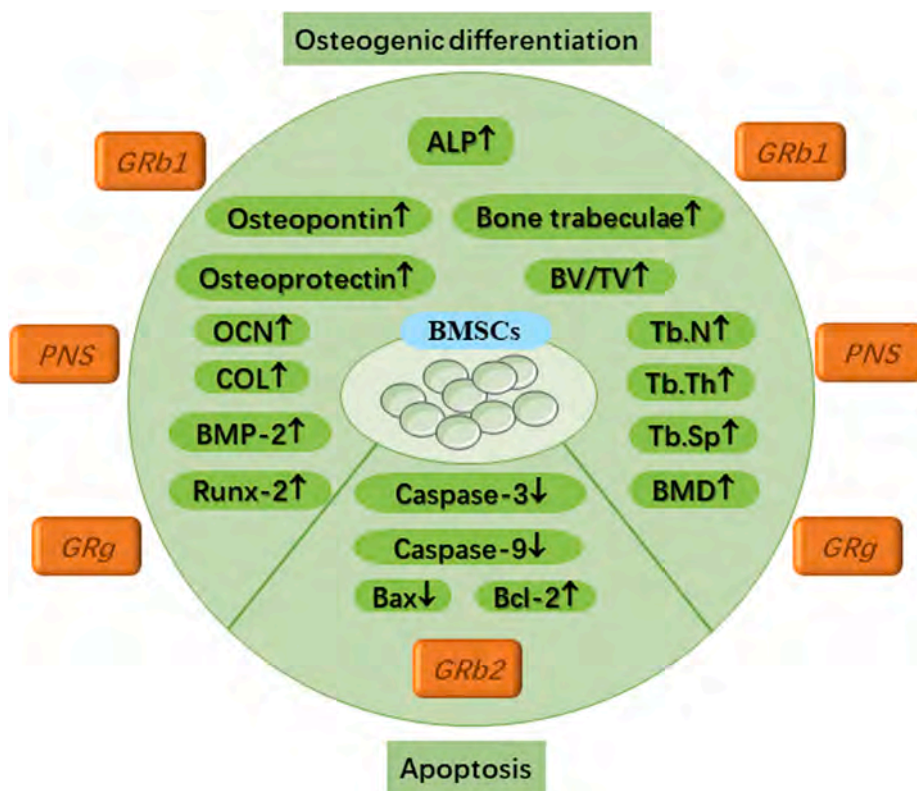 Osteogenic differentiation
GRb1
GRb1
ALP↑
Osteopontin↑
Bone trabeculae↑
Osteoprotectin↑
BV/TV↑
PNS
OCN↑
BMSCs
Tb.N↑
PNS
COL↑
Tb.Th↑
BMP-2↑
Tb.Sp↑
Runx-2↑
Caspase-3↓
BMD↑
GRg
Caspase-9↓
GRg
Bax↓
Bcl-2↑
GRb2
Apoptosis